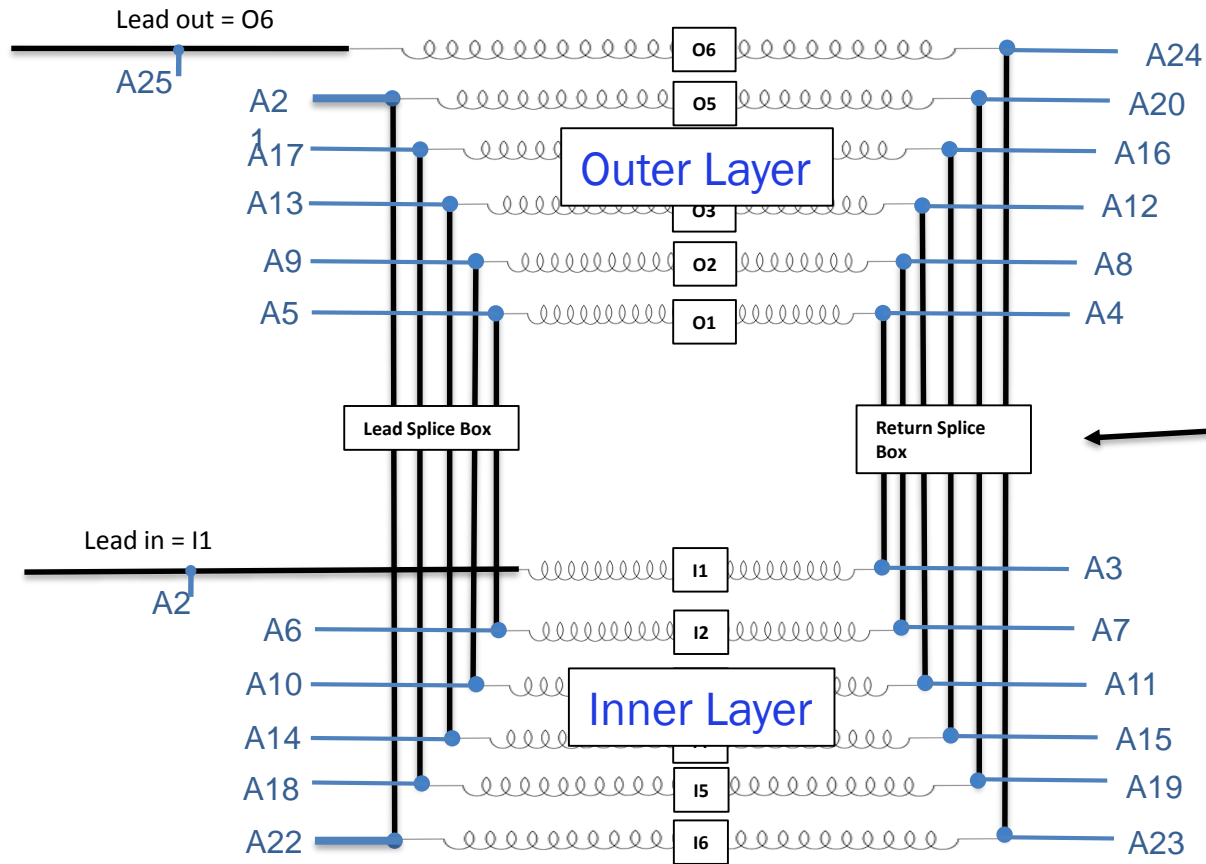 Lead out = O6
O6
A24
A25
A2
1
O5
A20
A17
Outer Layer
A16
A13
O3
A12
A9
O2
A8
A5
O1
A4
Lead Splice Box
Return Splice
Box
Lead in = I1
I1
A3
A2
A6
I2
A7
A10
A11
Inner Layer
A14
A15
A18
I5
A19
A22
I6
A23